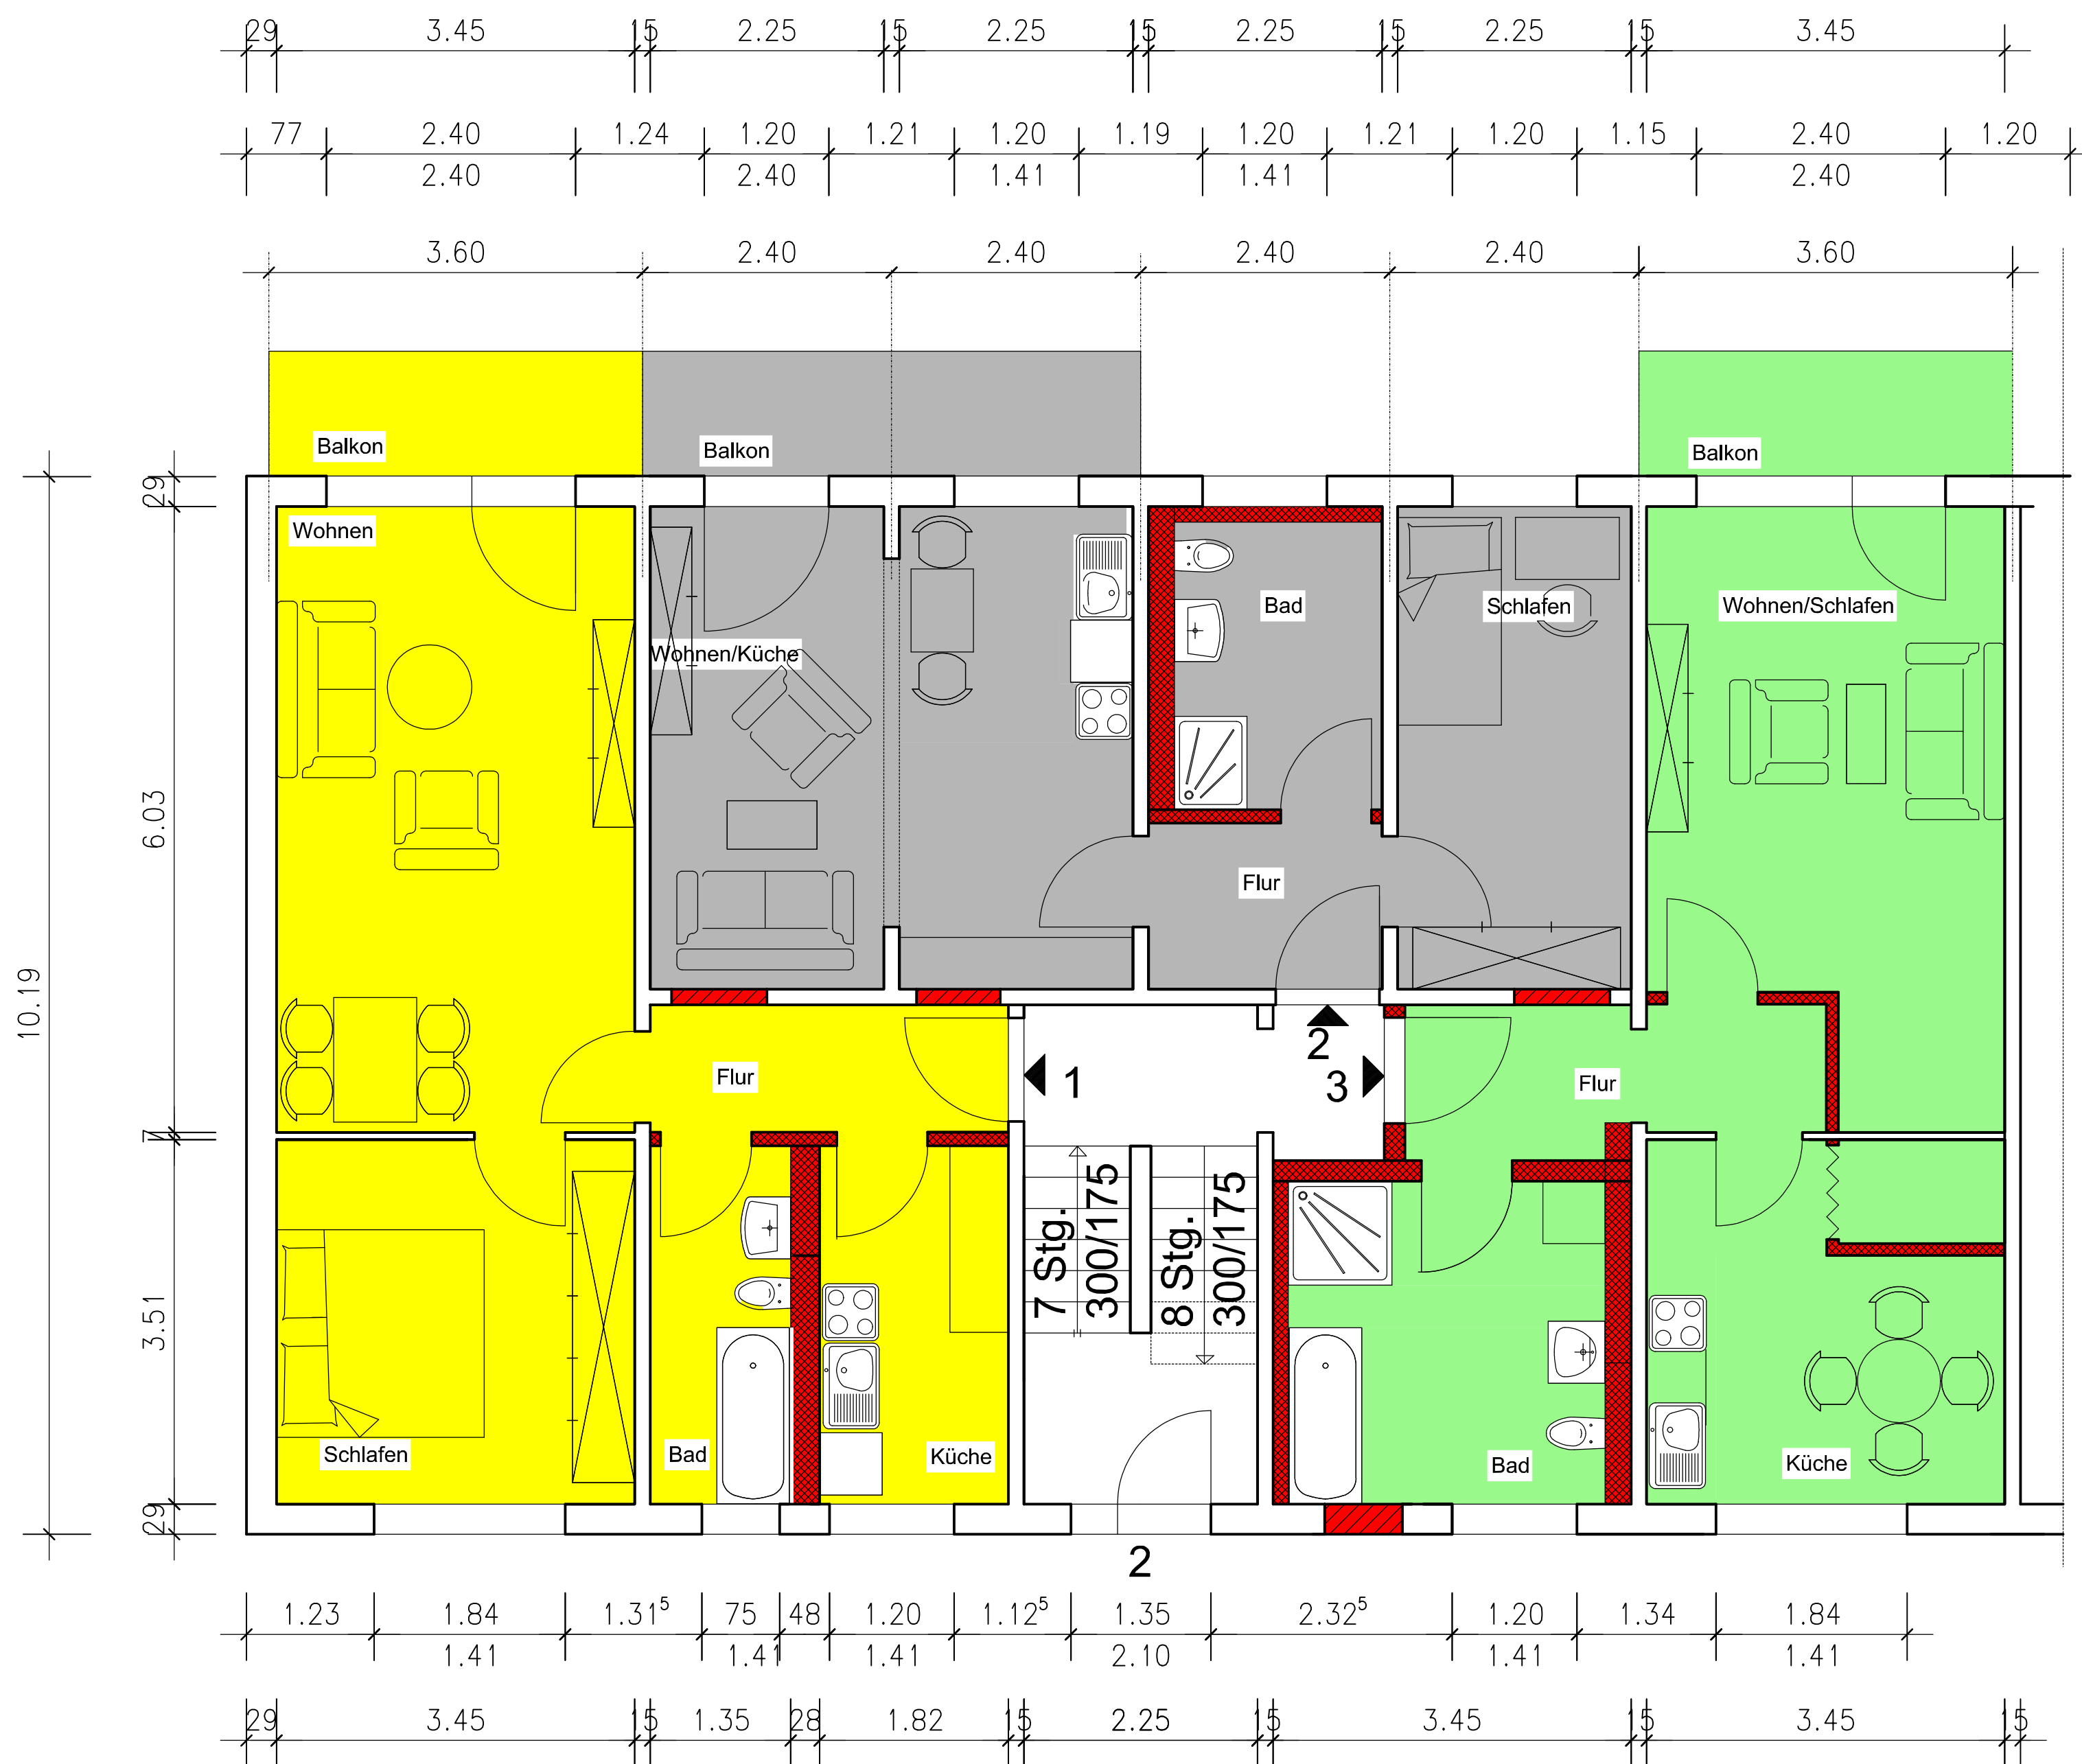 29 3.45 15 2.25 15 2.25 15 2.25 15 2.25 15 3.45
77 2.40 1.24 1.20 1.21 1.20 1.19 1.20 1.21 1.20 1.15 2.40 1.20
2.40 2.40 1.41 1.41 2.40
3.60 2.40 2.40 2.40 2.40 3.60
Balkon Balkon Balkon
29
Wohnen
Bad Schlafen Wohnen/Schlafen
Wohnen/Küche
6.03
Flur
10.19
2
Flur 1 3 Flur
7
7 Stg.
300/175
8 Stg.
300/175
3.51
Schlafen Bad Küche Bad Küche
29
2
1.23 1.84 1.31⁵ 75 48 1.20 1.12⁵ 1.35 2.32⁵ 1.20 1.34 1.84
1.41 1.41 1.41 2.10 1.41 1.41
29 3.45 15 1.35 28 1.82 15 2.25 15 3.45 15 3.45 15